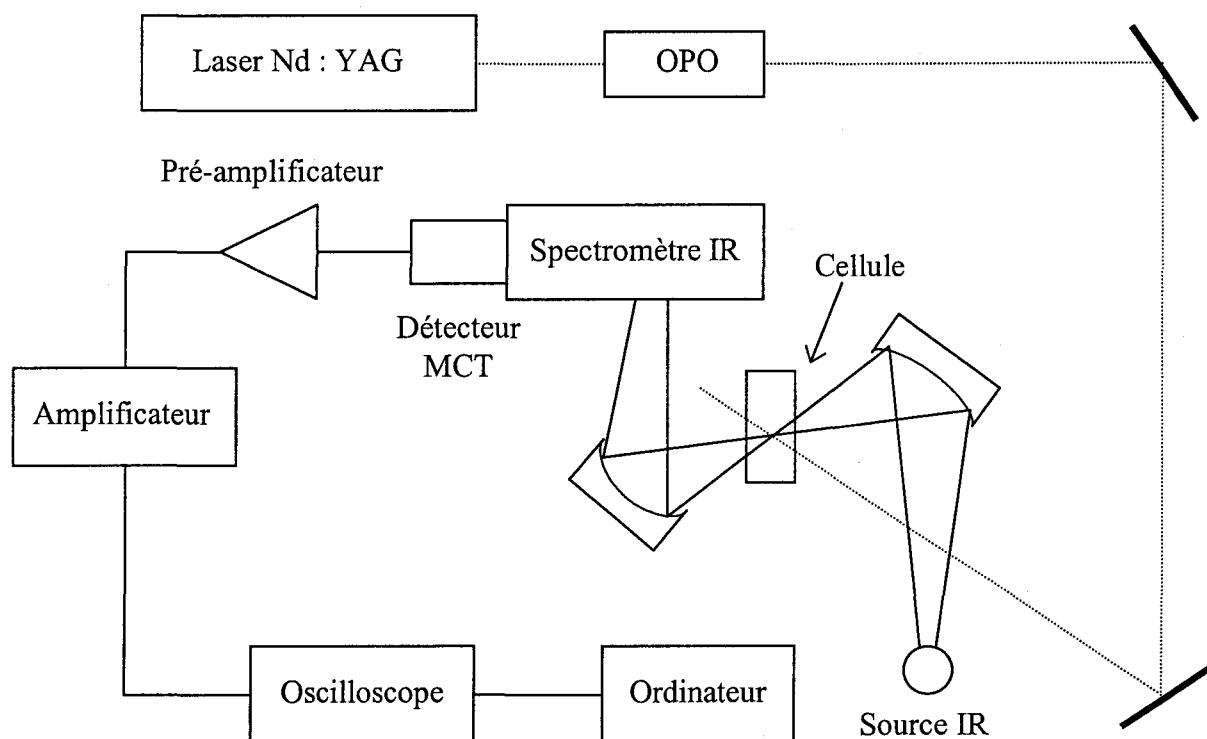 Laser Nd : YAG
OPO
Pré-amplificateur
Spectromètre IR
Cellule
Détecteur
MCT
Amplificateur
Oscilloscope
Ordinateur
Source IR